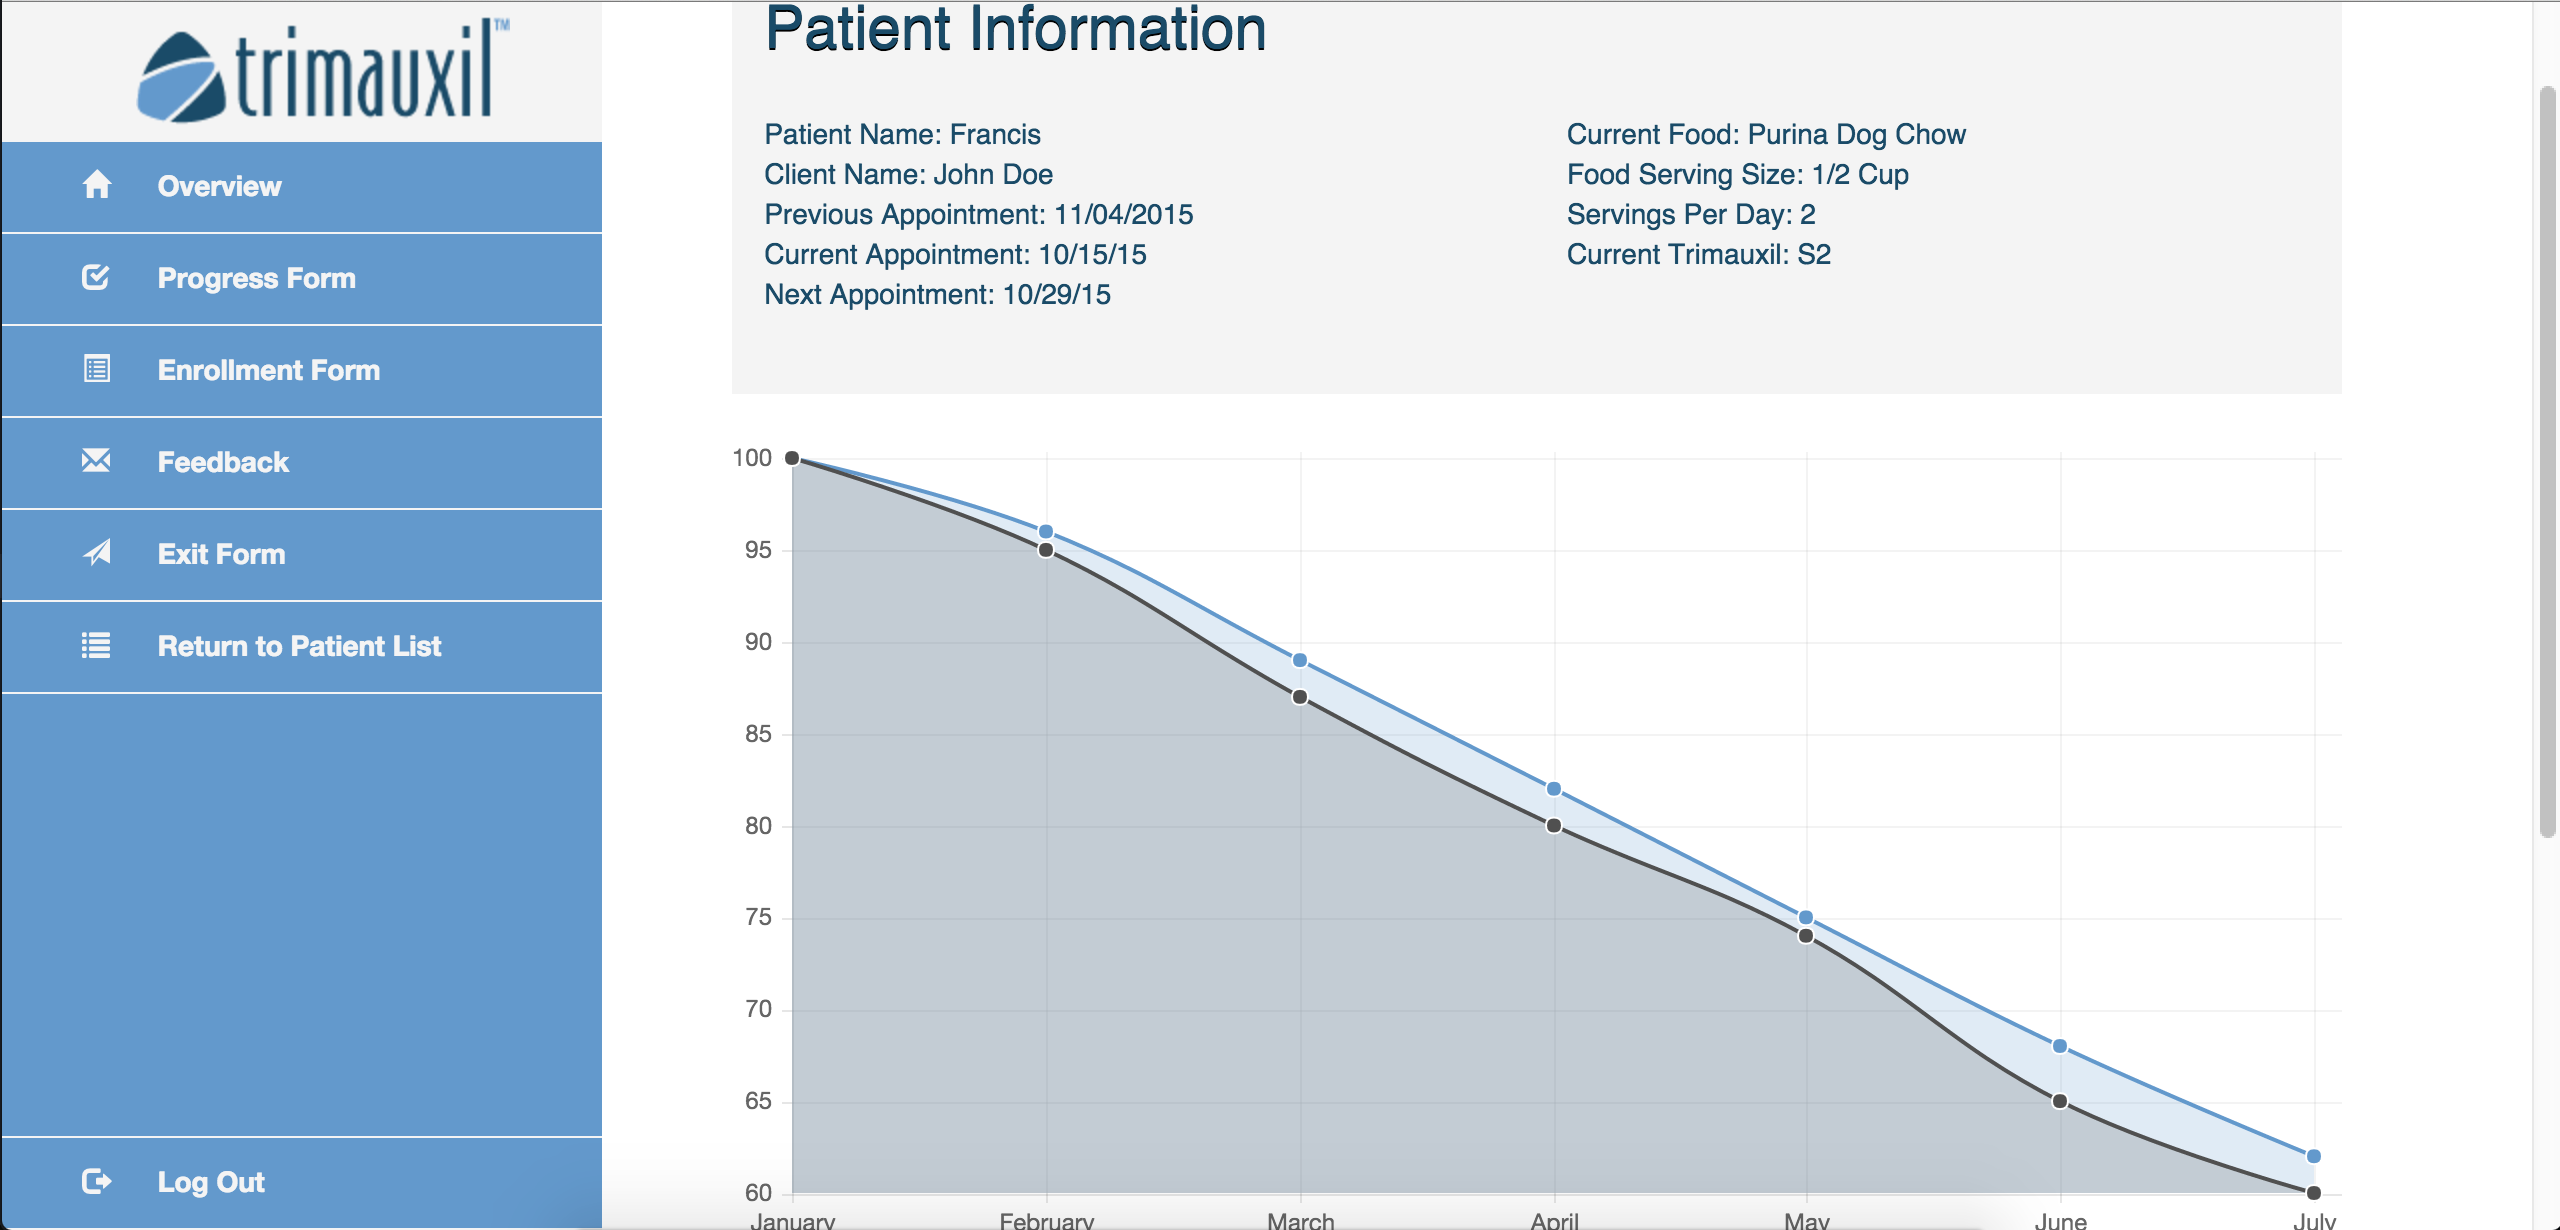 trimauxil™
Overview
Progress Form
Enrollment Form
Feedback
Exit Form
Return to Patient List
Log Out
Patient Information
Patient Name: Francis
Client Name: John Doe
Previous Appointment: 11/04/2015
Current Appointment: 10/15/15
Next Appointment: 10/29/15
Current Food: Purina Dog Chow
Food Serving Size: 1/2 Cup
Servings Per Day: 2
Current Trimauxil: S2
100
95
90
85
80
75
70
65
60
January February March April May June July